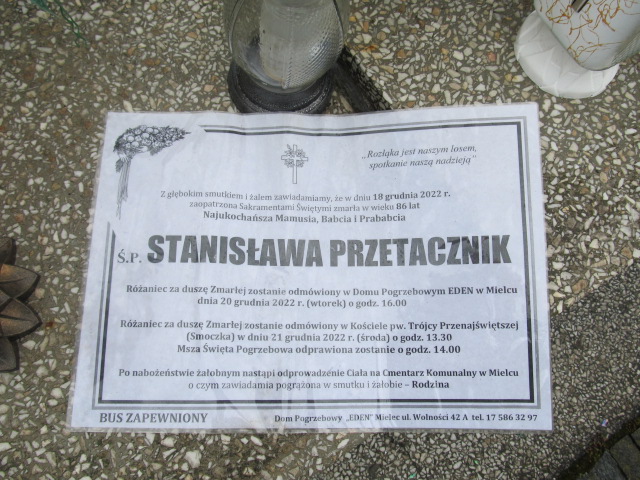 „Rozłąka jest naszym losem,
spotkanie naszą nadzieją”
Z głębokim smutkiem i żalem zawiadamiamy, że w dniu 18 grudnia 2022 r.
zaopatrzona Sakramentami Świętymi zmarła w wieku 86 lat
Najukochańsza Mamusia, Babcia i Prababcia
Ś.P. STANISŁAWA PRZETACZNIK
Różaniec za duszę Zmarłej zostanie odmówiony w Domu Pogrzebowym EDEN w Mielcu
dnia 20 grudnia 2022 r. (wtorek) o godz. 16.00
Różaniec za duszę Zmarłej zostanie odmówiony w Kościele pw. Trójcy Przenajświętszej
(Smoczka) w dniu 21 grudnia 2022 r. (środa) o godz. 13.30
Msza Święta Pogrzebowa odprawiona zostanie o godz. 14.00
Po nabożeństwie żałobnym nastąpi odprowadzenie Ciała na Cmentarz Komunalny w Mielcu
o czym zawiadamia pogrążona w smutku i żałobie – Rodzina
BUS ZAPEWNIONY
Dom Pogrzebowy „EDEN” Mielec ul. Wolności 42 A tel. 17 586 32 97